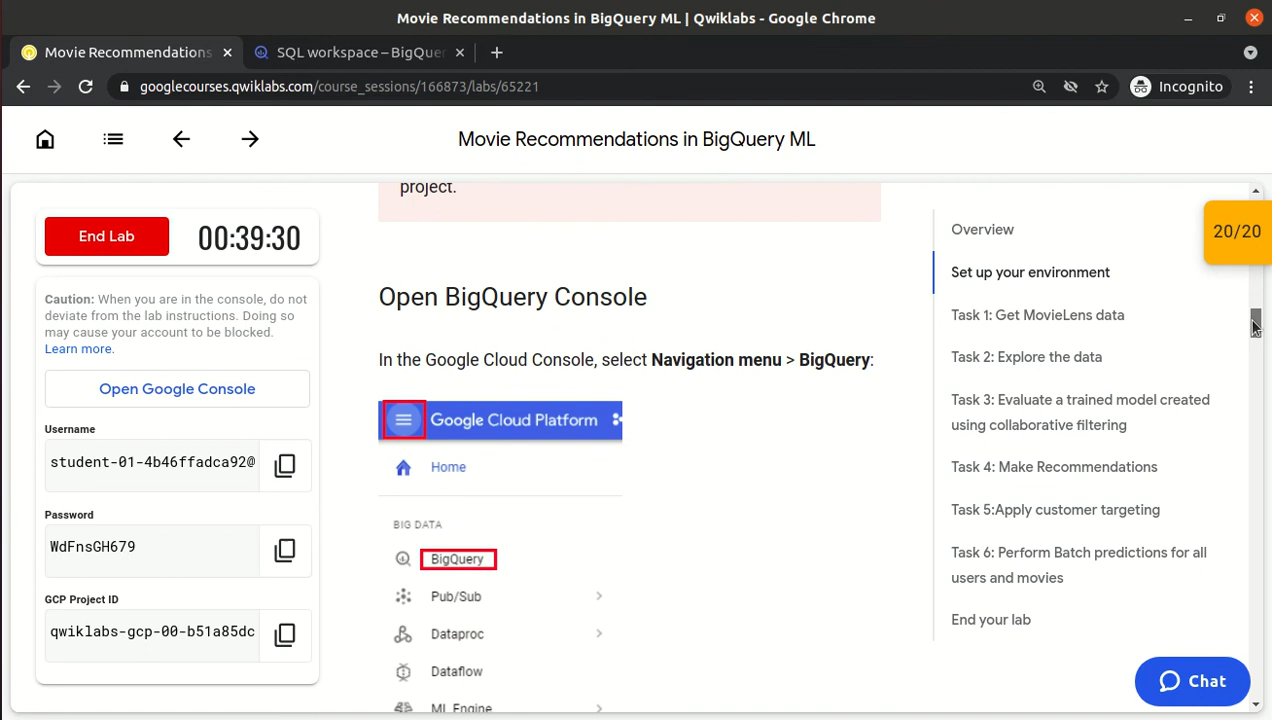 Movie Recommendations in BigQuery ML | Qwiklabs - Google Chrome
Movie Recommendations
SQL workspace – BigQuer
googlecourses.qwiklabs.com/course_sessions/166873/labs/65221
Incognito
Movie Recommendations in BigQuery ML
End Lab
00:39:30
Caution: When you are in the console, do not
deviate from the lab instructions. Doing so
may cause your account to be blocked.
Learn more.
Open Google Console
Username
student-01-4b46ffadca92@
Password
WdFnsGH679
GCP Project ID
qwiklabs-gcp-00-b51a85dc
project.
Open BigQuery Console
In the Google Cloud Console, select Navigation menu > BigQuery:
Google Cloud Platform
Home
BIG DATA
BigQuery
Pub/Sub
Dataproc
Dataflow
ML Engine
Overview
Set up your environment
Task 1: Get MovieLens data
Task 2: Explore the data
Task 3: Evaluate a trained model created
using collaborative filtering
Task 4: Make Recommendations
Task 5:Apply customer targeting
Task 6: Perform Batch predictions for all
users and movies
End your lab
20/20
Chat